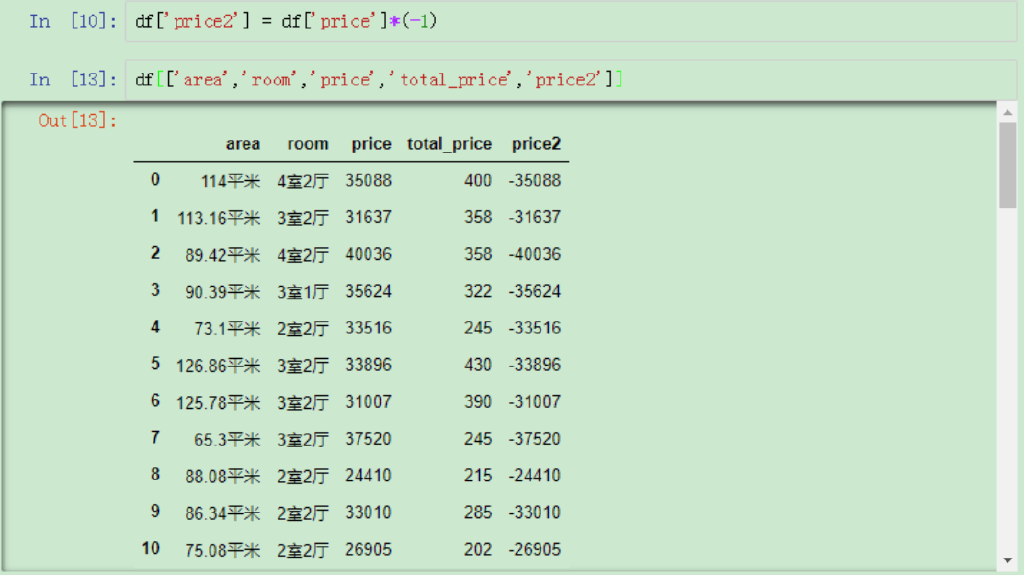 In [10]: df['price2'] = df['price']*(-1)
In [13]: df[['area','room','price','total_price','price2']]
Out[13]:
area room price total_price price2
0 114平米 4室2厅 35088 400 -35088
1 113.16平米 3室2厅 31637 358 -31637
2 89.42平米 4室2厅 40036 358 -40036
3 90.39平米 3室1厅 35624 322 -35624
4 73.1平米 2室2厅 33516 245 -33516
5 126.86平米 3室2厅 33896 430 -33896
6 125.78平米 3室2厅 31007 390 -31007
7 65.3平米 3室2厅 37520 245 -37520
8 88.08平米 2室2厅 24410 215 -24410
9 86.34平米 2室2厅 33010 285 -33010
10 75.08平米 2室2厅 26905 202 -26905